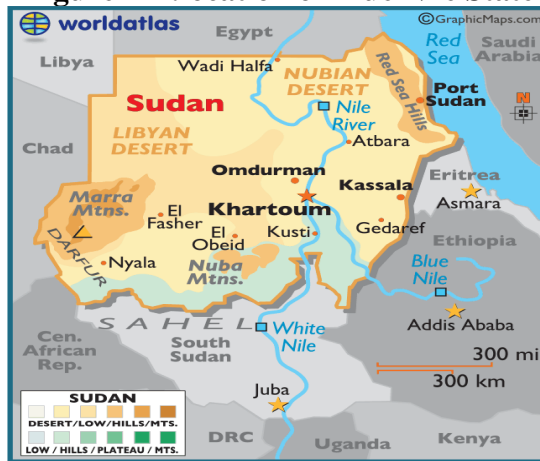 worldatlas
©GraphicMaps.com
Egypt
Red
Sea
Saudi
Arabia
Libya
Wadi Halfa
NUBIAN
DESERT
Red Sea Hills
Port
Sudan
N
Sudan
Nile
River
LIBYAN
DESERT
Atbara
Chad
Omdurman
Kassala
Eritrea
Asmara
Marra
Mtns.
El
Fasher
Khartoum
El
Obeid
Kusti
Gedaref
Ethiopia
DARFUR
Nyala
Nuba
Mtns.
Blue
Nile
SAHEL
White
Nile
Addis Ababa
Cen.
African
Rep.
South
Sudan
300 mi
300 km
Juba
SUDAN
DESERT/LOW/HILLS/MTS.
LOW / HILLS / PLATEAU / MTS.
DRC
Uganda
Kenya